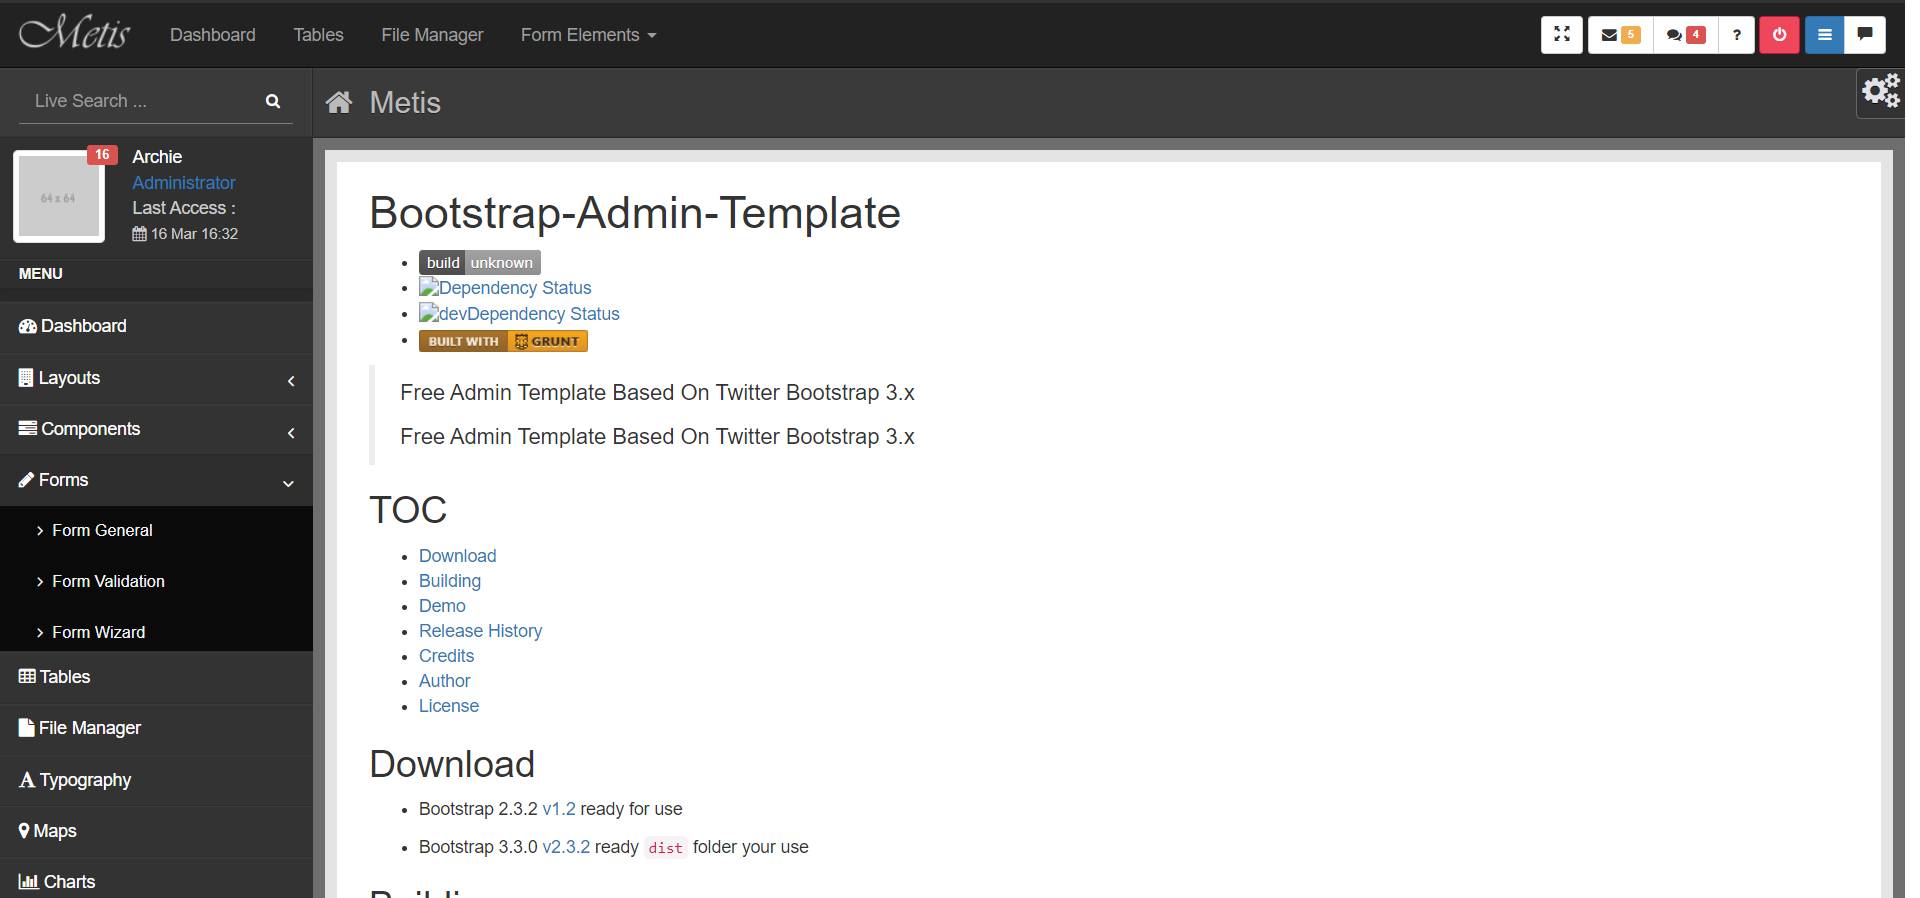 Metis Dashboard Tables File Manager Form Elements 5 4 ?
Live Search ...
Metis
16
64 x 64
Archie
Administrator
Last Access :
16 Mar 16:32
MENU
Dashboard
Layouts
Components
Forms
Form General
Form Validation
Form Wizard
Tables
File Manager
Typography
Maps
Charts
Bootstrap-Admin-Template
build unknown
Dependency Status
devDependency Status
BUILT WITH GRUNT
Free Admin Template Based On Twitter Bootstrap 3.x
Free Admin Template Based On Twitter Bootstrap 3.x
TOC
Download
Building
Demo
Release History
Credits
Author
License
Download
Bootstrap 2.3.2 v1.2 ready for use
Bootstrap 3.3.0 v2.3.2 ready dist folder your use